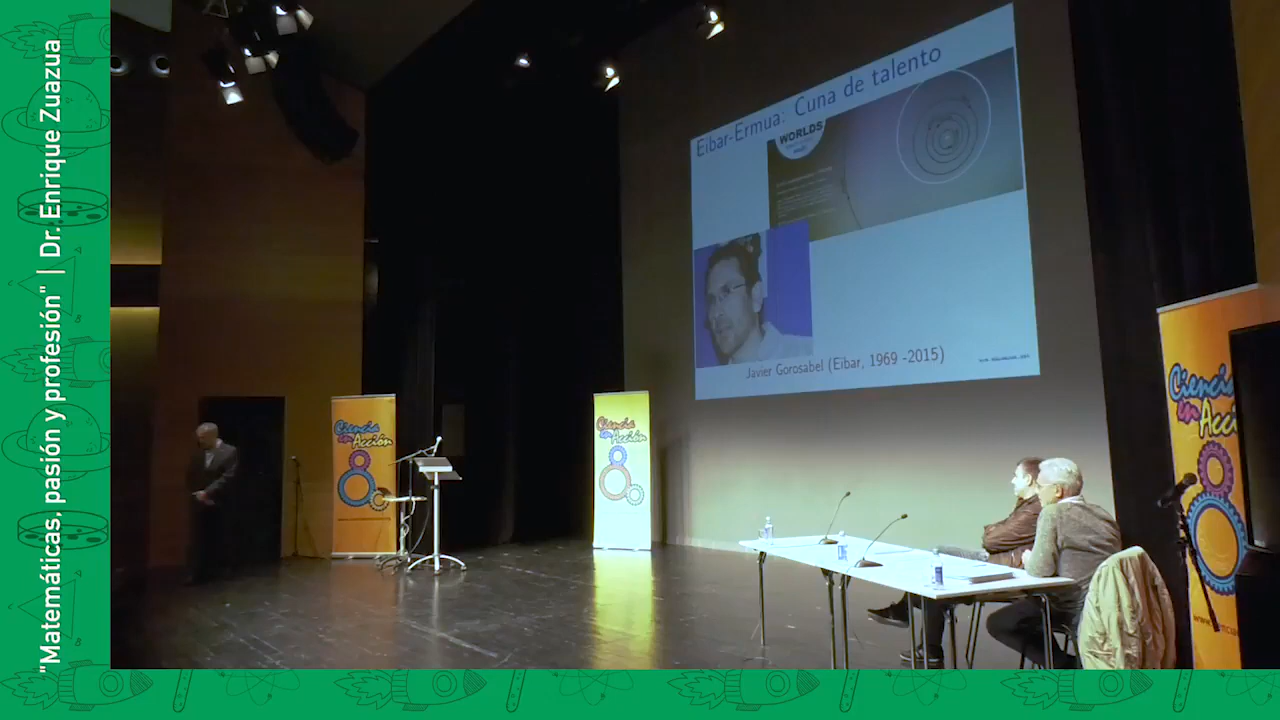 "Matemáticas, pasión y profesión" | Dr. Enrique Zuazua
Eibar-Ermua: Cuna de talento
WORLDS
Javier Gorosabel (Eibar, 1969 -2015)
Ciencia
en Acción
Ciencia
en Acción
Ciencia
en Acci